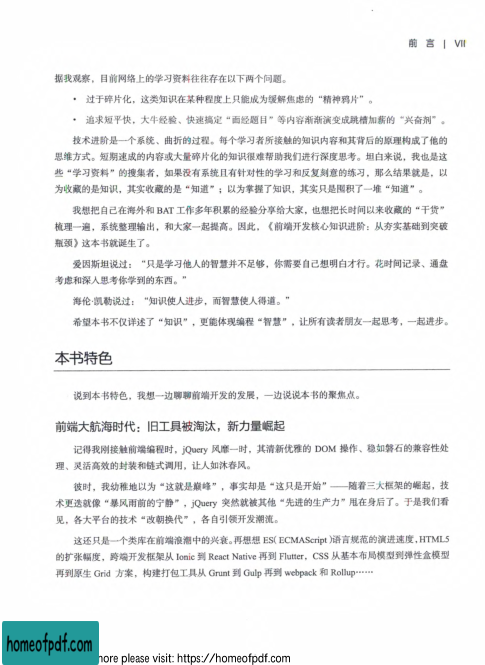 前 言 | VII
据我观察，目前网络上的学习资料往往存在以下两个问题。
• 过于碎片化，这类知识在某种程度上只能成为缓解焦虑的“精神鸦片”。
• 追求短平快，大牛经验、快速搞定“面经题目”等内容渐渐演变成跳槽加薪的“兴奋剂”。
技术进阶是一个系统、曲折的过程。每个学习者所接触的知识内容和其背后的原理构成了他的
思维方式。短期速成的内容或大量碎片化的知识很难帮助我们进行深度思考。坦白来说，我也是这
些“学习资料”的搜集者，如果没有系统且有针对性的学习和反复刻意的练习，那么结果就是，以
为收藏的是知识，其实收藏的是“知道”；以为掌握了知识，其实只是囤积了一堆“知道”。
我想把自己在海外和 BAT 工作多年积累的经验分享给大家，也想把长时间以来收藏的“干货”
梳理一遍，系统整理输出，和大家一起提高。因此，《前端开发核心知识进阶：从夯实基础到突破
瓶颈》这本书就诞生了。
爱因斯坦说过：“只是学习他人的智慧并不足够，你需要自己想明白才行。花时间记录、通盘
考虑和深入思考你学到的东西。”
海伦·凯勒说过：“知识使人进步，而智慧使人得道。”
希望本书不仅详述了“知识”，更能体现编程“智慧”，让所有读者朋友一起思考，一起进步。
本书特色
说到本书特色，我想一边聊聊前端开发的发展，一边说说本书的聚焦点。
前端大航海时代：旧工具被淘汰，新力量崛起
记得我刚接触前端编程时，jQuery 风靡一时，其清新优雅的 DOM 操作、稳如磐石的兼容性处
理、灵活高效的封装和链式调用，让人如沐春风。
彼时，我幼稚地以为“这就是巅峰”，事实却是“这只是开始”——随着三大框架的崛起，技
术更迭就像“暴风雨前的宁静”，jQuery 突然就被其他“先进的生产力”甩在身后了。于是我们看
见，各大平台的技术“改朝换代”，各自引领开发潮流。
这还只是一个类库在前端浪潮中的兴衰。再想想 ES( ECMAScript )语言规范的演进速度，HTML5
的扩张幅度，跨端开发框架从 Ionic 到 React Native 再到 Flutter，CSS 从基本布局模型到弹性盒模型
再到原生 Grid 方案，构建打包工具从 Grunt 到 Gulp 再到 webpack 和 Rollup……
homeofpdf.com
more please visit: https://homeofpdf.com